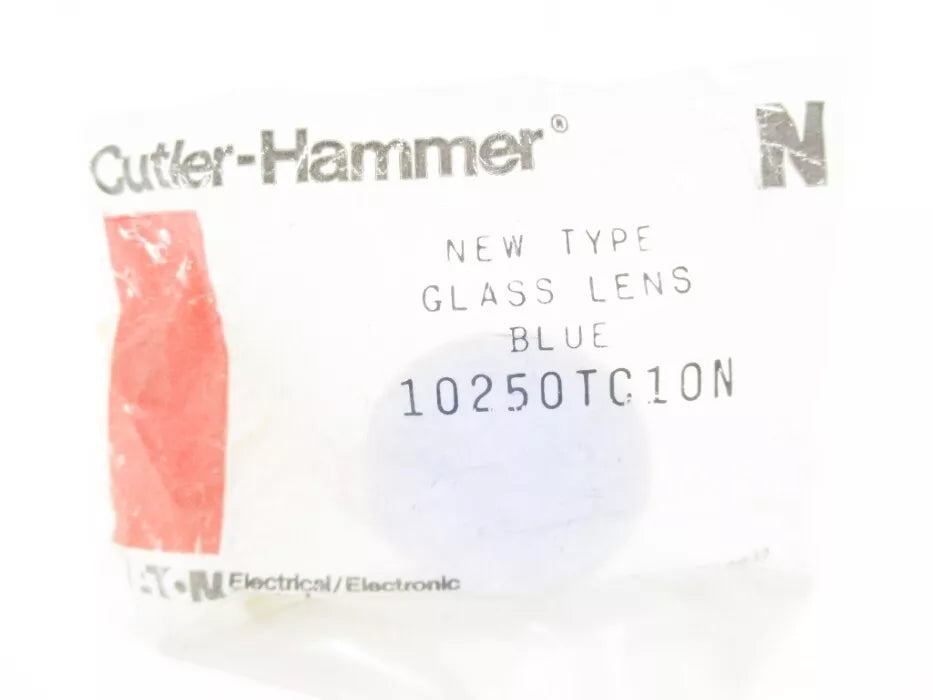 Cutler-Hammer®
N
NEW TYPE
GLASS LENS
BLUE
10250TC10N
Electrical/Electronic